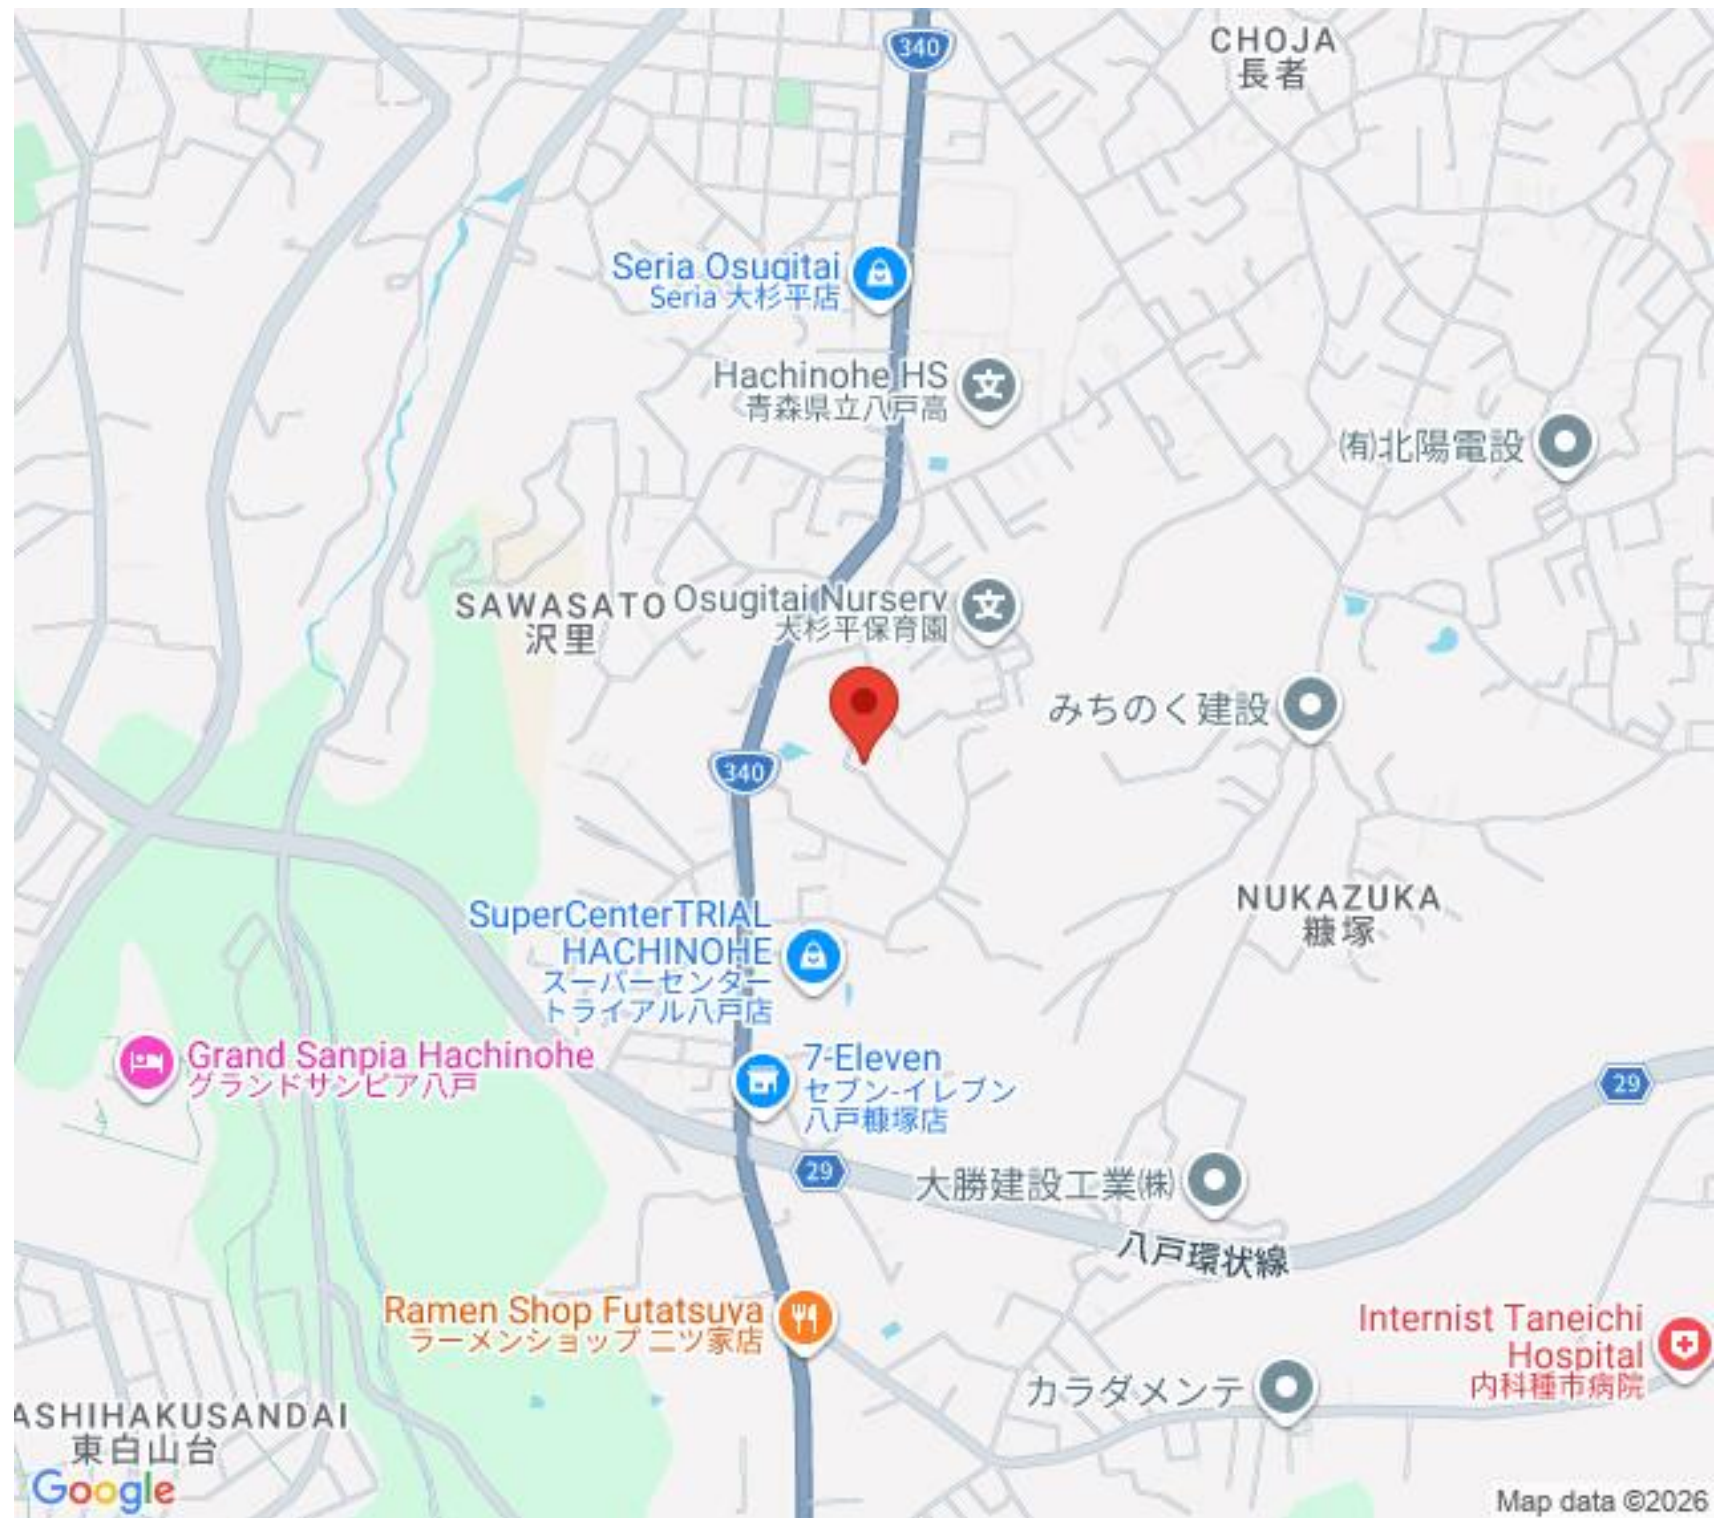 340
CHOJA
長者
Seria Osugitai
Seria 大杉平店
Hachinohe HS
青森県立八戸高
㈲北陽電設
SAWASATO
沢里
Osugitai Nursery
大杉平保育園
みちのく建設
340
NUKAZUKA
糠塚
SuperCenterTRIAL
HACHINOHE
スーパーセンター
トライアル八戸店
Grand Sanpia Hachinohe
グランドサンピア八戸
7-Eleven
セブン-イレブン
八戸糠塚店
29
29
大勝建設工業㈱
八戸環状線
Ramen Shop Futatsuya
ラーメンショップ 二ツ家店
Internist Taneichi
Hospital
内科種市病院
カラダメンテ
ASHIHAKUSANDAI
東白山台
Google
Map data ©2026